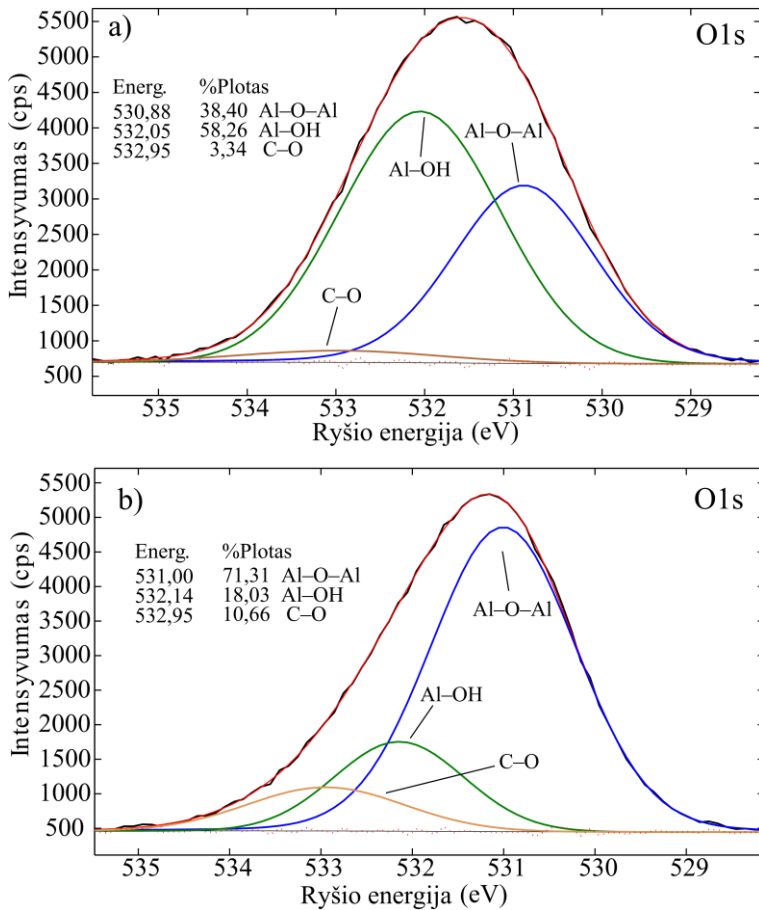 a)
O1s
Energ. %Plotas
530,88 38,40 Al–O–Al
532,05 58,26 Al–OH
532,95 3,34 C–O
Al–OH
Al–O–Al
C–O
Intensyvumas (cps)
5500
5000
4500
4000
3500
3000
2500
2000
1500
1000
500
535 534 533 532 531 530 529
Ryšio energija (eV)
b)
O1s
Energ. %Plotas
531,00 71,31 Al–O–Al
532,14 18,03 Al–OH
532,95 10,66 C–O
Al–O–Al
Al–OH
C–O
Intensyvumas (cps)
5500
5000
4500
4000
3500
3000
2500
2000
1500
1000
500
535 534 533 532 531 530 529
Ryšio energija (eV)